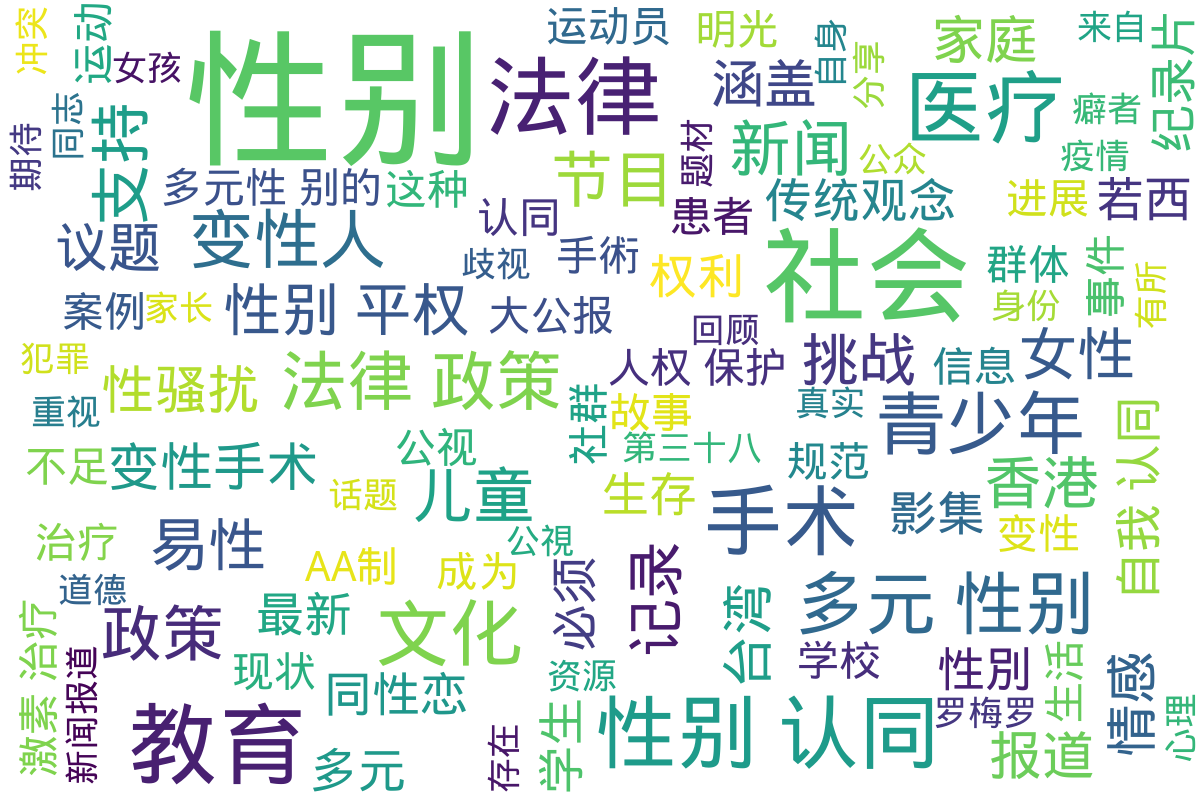 冲突
运动
女孩
性别
法律
运动员
明光
涵盖
自身
分享
家庭
来自
纪录片
医疗
癖者
期待
同志
支持
多元性 别的
这种
节目
题材
新闻
公众
疫情
传统观念
进展
若西
议题
变性人
认同
患者
社会
歧视
手術
权利
群体
事件
案例
家长
性别 平权
大公报
回顾
身份
有所
犯罪
性骚扰
法律 政策
人权 保护
挑战
信息
女性
重视
社群
故事
真实
青少年
自我 认同
不足
变性手术
公视
第三十八
规范
香港
话题
儿童
生存
手术
影集
变性
治疗
易性
公視
AA制
成为
必须
记录
道德
最新
文化
台湾
多元 性别
激素 治疗
政策
新闻报道
现状
同性恋
资源
学校
性別
生活
情感
教育
多元
存在
学生
性别 认同
罗梅罗
报道
心理